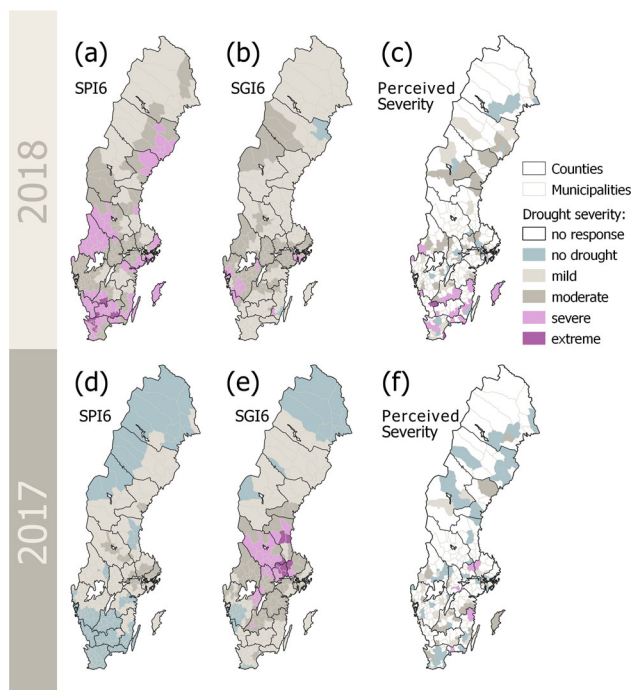 2018
(a)
SPI6
(b)
SGI6
(c)
Perceived
Severity
Counties
Municipalities
Drought severity:
no response
no drought
mild
moderate
severe
extreme
2017
(d)
SPI6
(e)
SGI6
(f)
Perceived
Severity